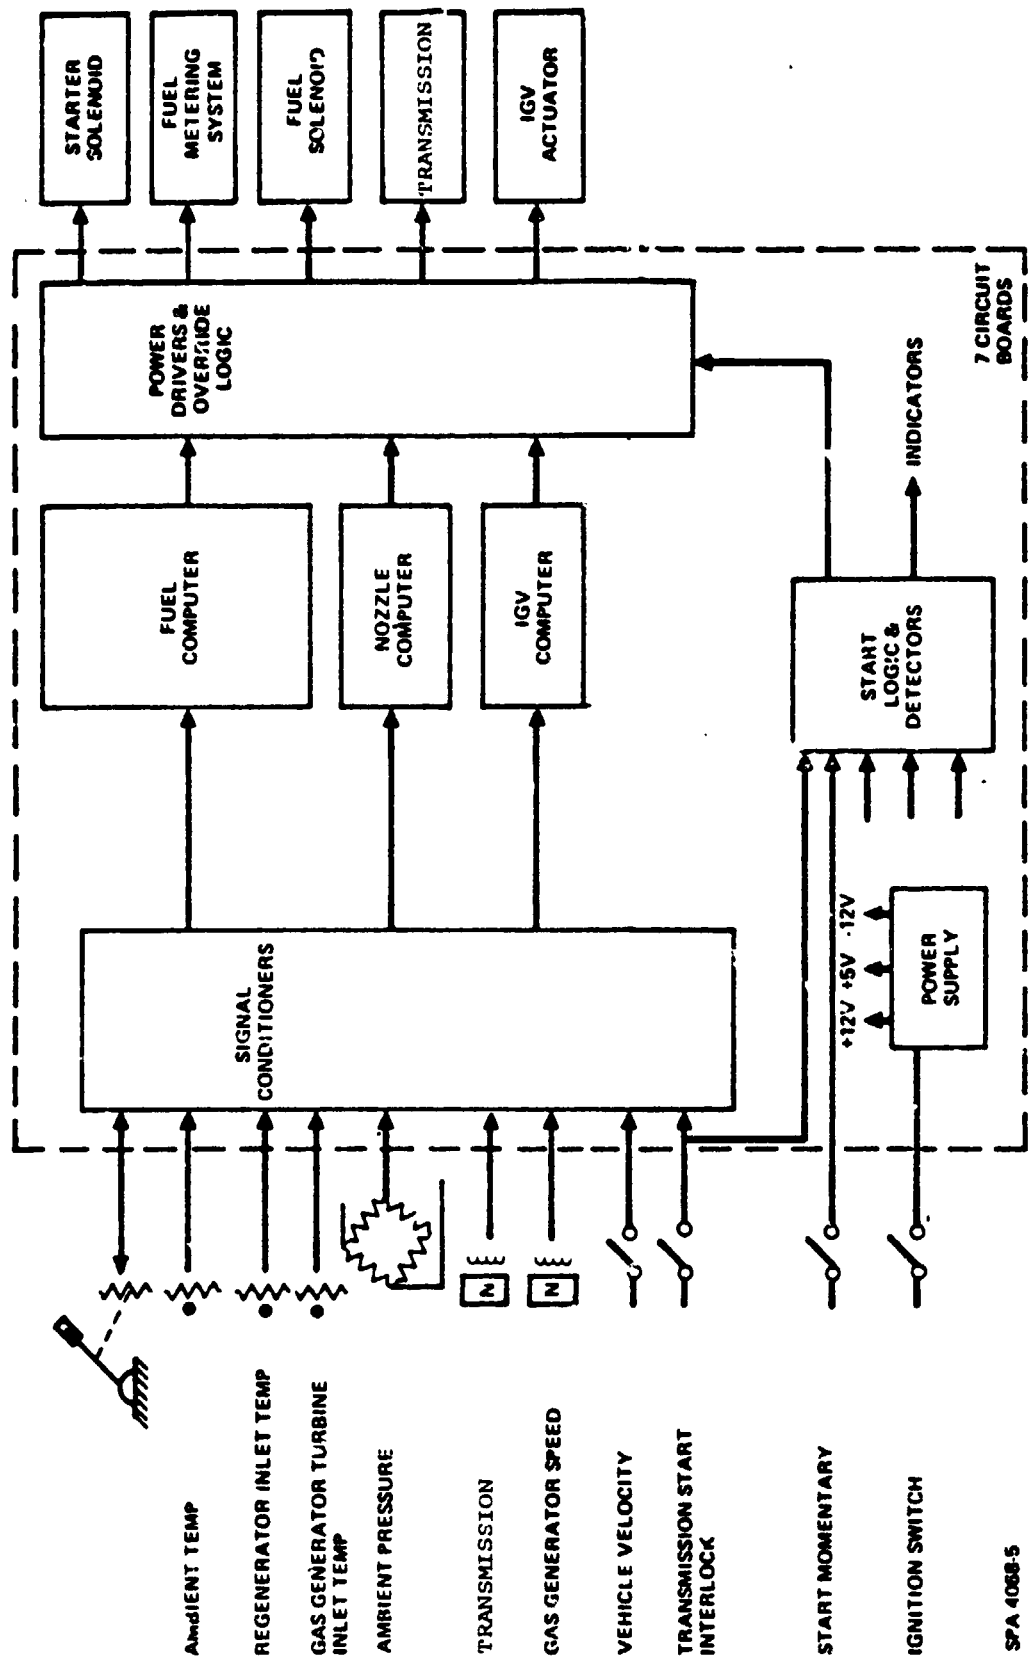 AMBIENT TEMP
REGENERATOR INLET TEMP
GAS GENERATOR TURBINE
INLET TEMP
AMBIENT PRESSURE
TRANSMISSION
GAS GENERATOR SPEED
VEHICLE VELOCITY
TRANSMISSION START
INTERLOCK
START MOMENTARY
IGNITION SWITCH
SPA 4068-5
N
N
SIGNAL
CONDITIONERS
POWER
SUPPLY
+12V +5V -12V
FUEL
COMPUTER
NOZZLE
COMPUTER
IGV
COMPUTER
START
LOGIC &
DETECTORS
INDICATORS
POWER
DRIVERS &
OVERRIDE
LOGIC
7 CIRCUIT
BOARDS
STARTER
SOLENOID
FUEL
METERING
SYSTEM
FUEL
SOLENOID
TRANSMISSION
IGV
ACTUATOR